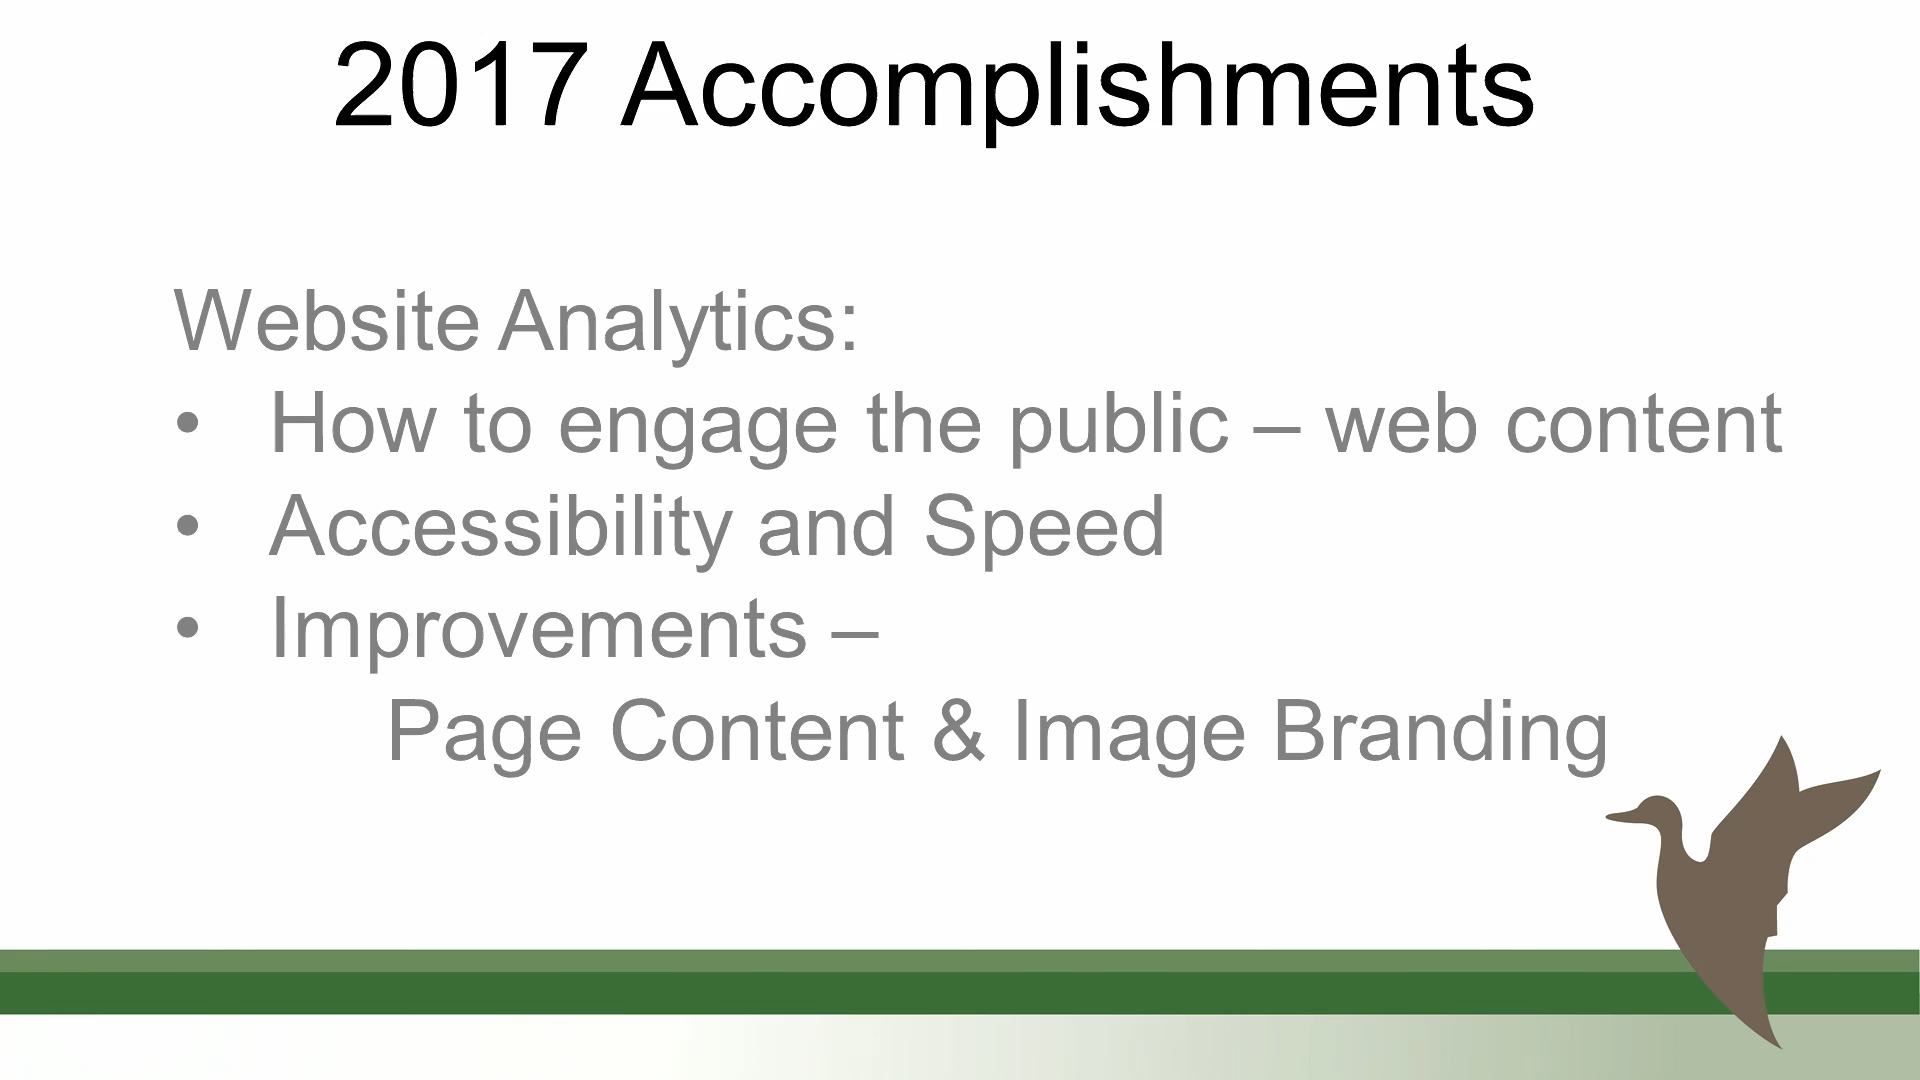 2017 Accomplishments
Website Analytics:
• How to engage the public – web content
• Accessibility and Speed
• Improvements –
Page Content & Image Branding